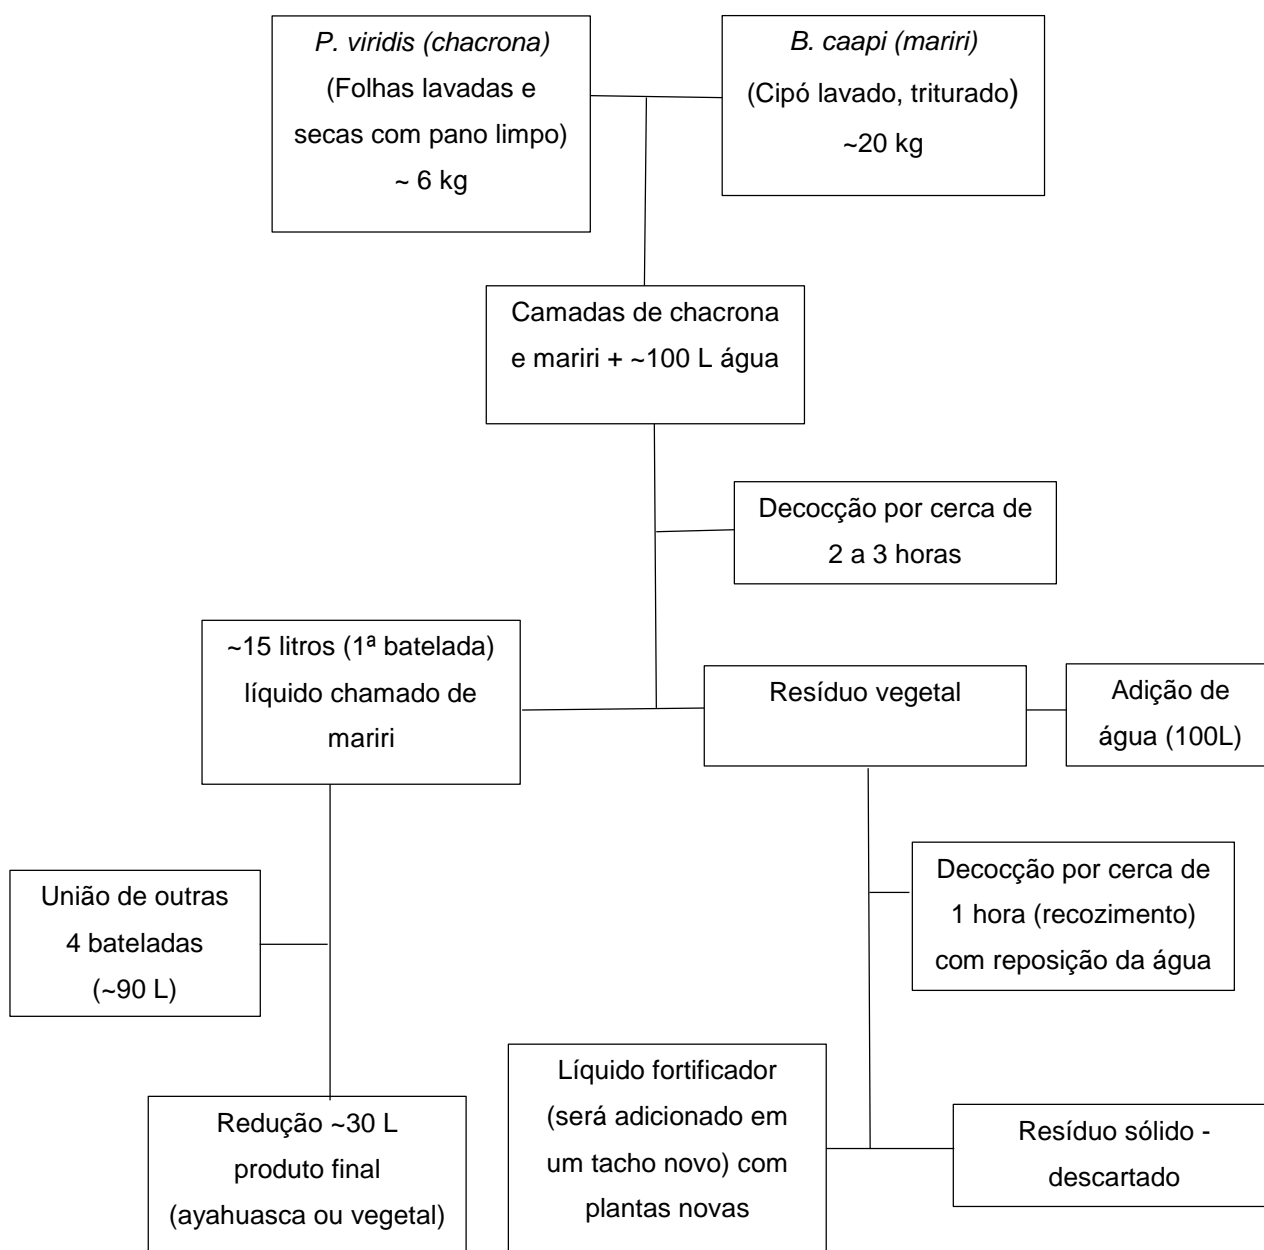 P. viridis (chacrona)
(Folhas lavadas e
secas com pano limpo)
~ 6 kg
B. caapi (mariri)
(Cipó lavado, triturado)
~20 kg
Camadas de chacrona
e mariri + ~100 L água
Decocção por cerca de
2 a 3 horas
~15 litros (1ª batelada)
líquido chamado de
mariri
Resíduo vegetal
Adição de
água (100L)
União de outras
4 bateladas
(~90 L)
Decocção por cerca de
1 hora (recozimento)
com reposição da água
Redução ~30 L
produto final
(ayahuasca ou vegetal)
Líquido fortificador
(será adicionado em
um tacho novo) com
plantas novas
Resíduo sólido -
descartado